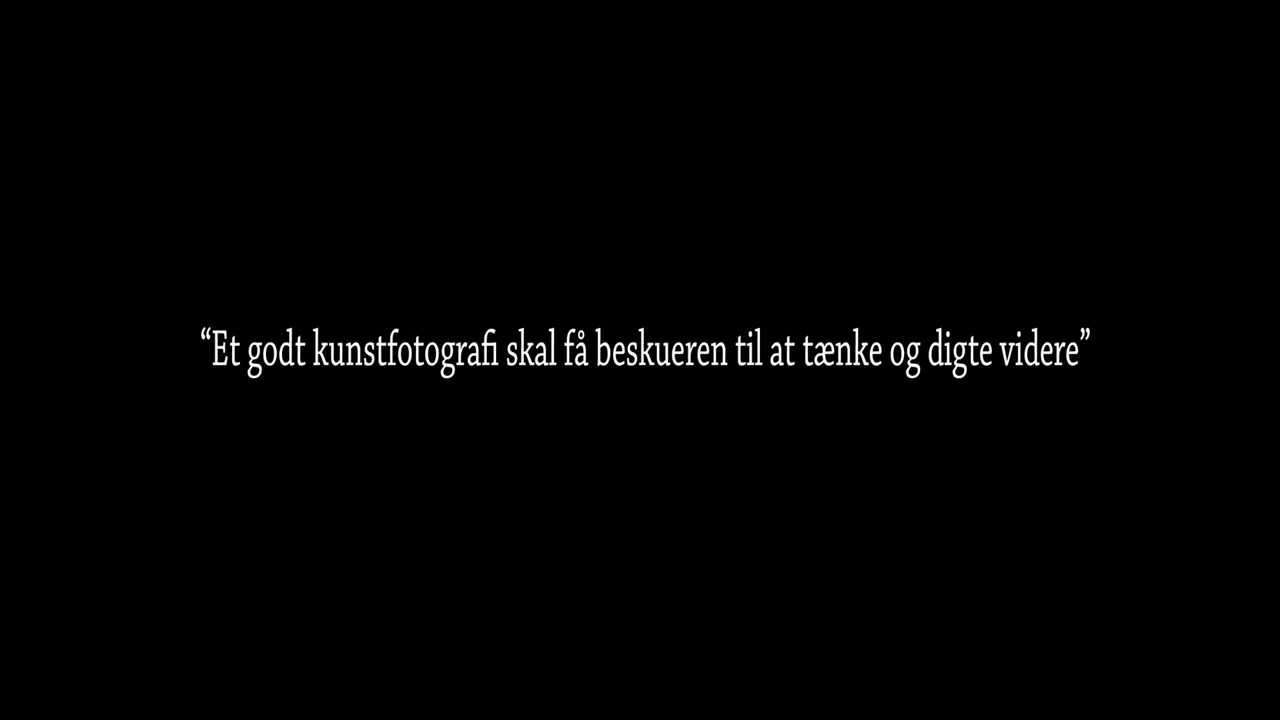 “Et godt kunstfotografi skal få beskueren til at tænke og digte videre”